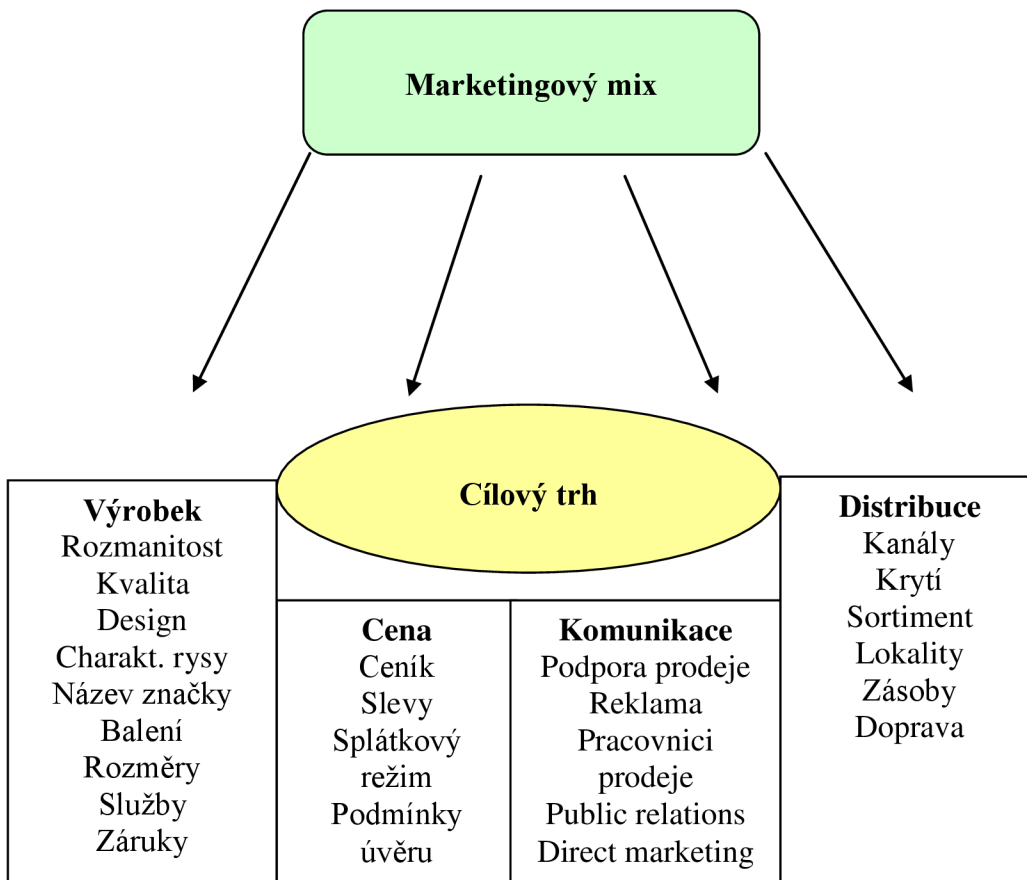 Marketingový mix
Cílový trh
Výrobek
Rozmanitost
Kvalita
Design
Charakt. rysy
Název značky
Balení
Rozměry
Služby
Záruky
Cena
Ceník
Slevy
Splátkový
režim
Podmínky
úvěru
Komunikace
Podpora prodeje
Reklama
Pracovnici
prodeje
Public relations
Direct marketing
Distribuce
Kanály
Krytí
Sortiment
Lokality
Zásoby
Doprava